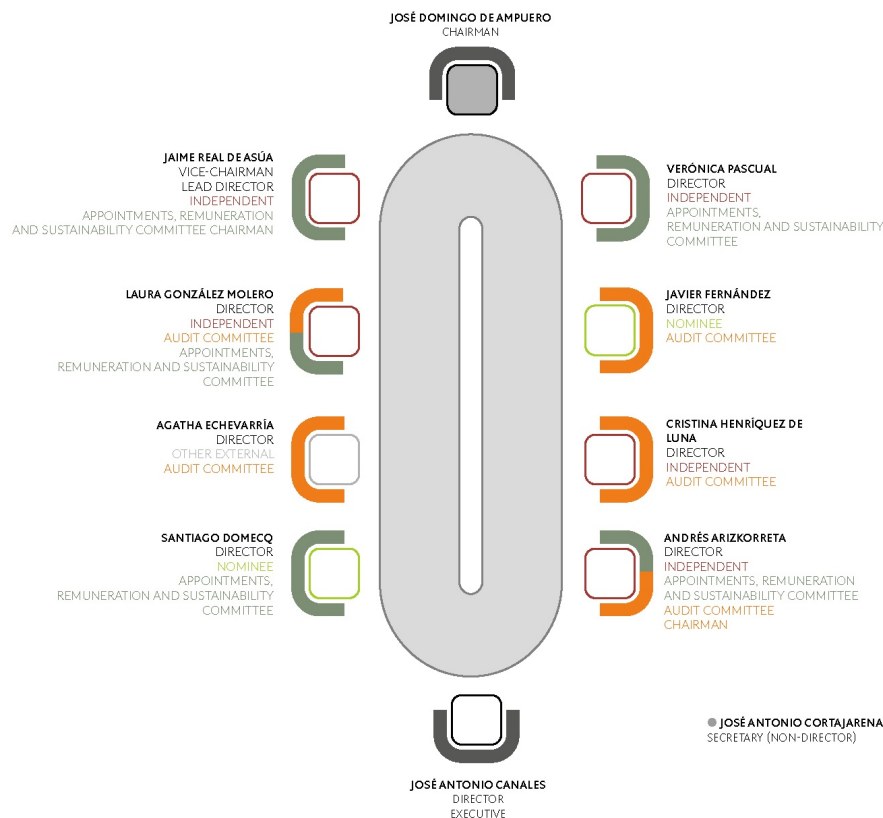 JOSÉ DOMINGO DE AMPUERO
CHAIRMAN
JAIME REAL DE ASÚA
VICE-CHAIRMAN
LEAD DIRECTOR
INDEPENDENT
APPOINTMENTS, REMUNERATION
AND SUSTAINABILITY COMMITTEE CHAIRMAN
VERÓNICA PASCUAL
DIRECTOR
INDEPENDENT
APPOINTMENTS,
REMUNERATION AND SUSTAINABILITY
COMMITTEE
LAURA GONZÁLEZ MOLERO
DIRECTOR
INDEPENDENT
AUDIT COMMITTEE
APPOINTMENTS,
REMUNERATION AND SUSTAINABILITY
COMMITTEE
JAVIER FERNÁNDEZ
DIRECTOR
NOMINEE
AUDIT COMMITTEE
AGATHA ECHEVARRÍA
DIRECTOR
OTHER EXTERNAL
AUDIT COMMITTEE
CRISTINA HENRÍQUEZ DE
LUNA
DIRECTOR
INDEPENDENT
AUDIT COMMITTEE
SANTIAGO DOMECQ
DIRECTOR
NOMINEE
APPOINTMENTS,
REMUNERATION AND SUSTAINABILITY
COMMITTEE
ANDRÉS ARIZKORRETA
DIRECTOR
INDEPENDENT
APPOINTMENTS, REMUNERATION
AND SUSTAINABILITY COMMITTEE
AUDIT COMMITTEE
CHAIRMAN
JOSÉ ANTONIO CORTAJARENA
SECRETARY (NON-DIRECTOR)
JOSÉ ANTONIO CANALES
DIRECTOR
EXECUTIVE